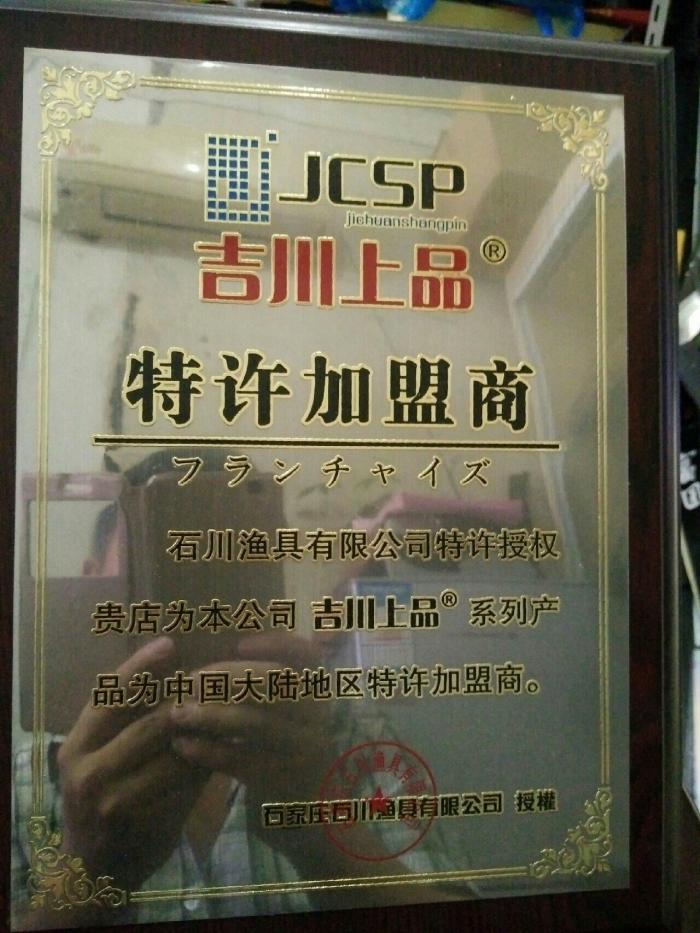 JCSP
jichuanshangpin
吉川上品®
特许加盟商
フランチャイズ
石川渔具有限公司特许授权
贵店为本公司 吉川上品® 系列产
品为中国大陆地区特许加盟商。
石家庄石川渔具有限公司 授權